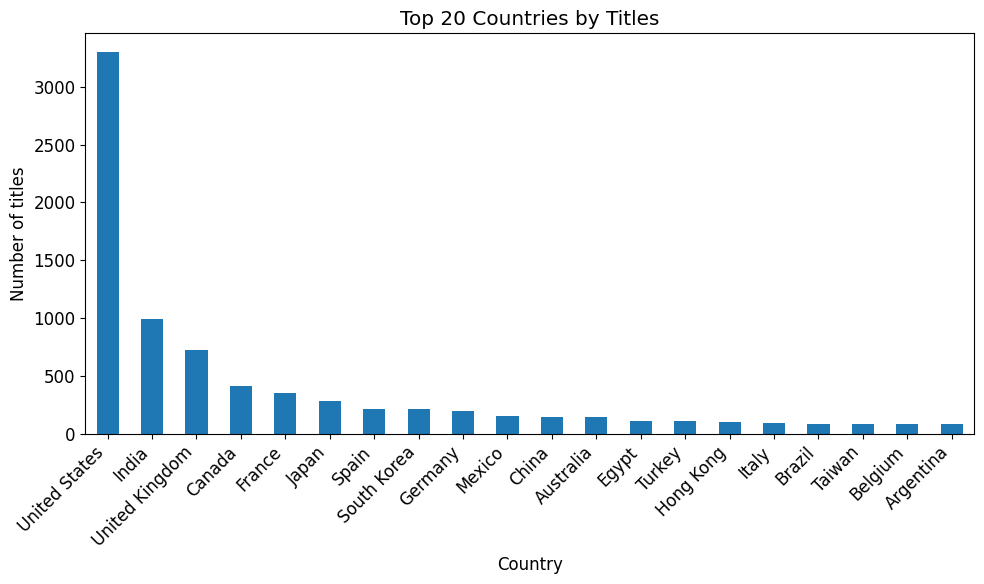 Top 20 Countries by Titles
Number of titles
3000
2500
2000
1500
1000
500
0
United States
India
United Kingdom
Canada
France
Japan
Spain
South Korea
Germany
Mexico
China
Australia
Egypt
Turkey
Hong Kong
Italy
Brazil
Taiwan
Belgium
Argentina
Country